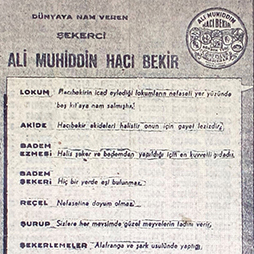 DÜNYAYA NAM VEREN
ŞEKERCİ
ALİ MUHİDDİN HACI BEKİR
ALİ MUHİDDİN
HACI BEKİR
LOKUM — Hacıbekirin icad eylediği lokumların nefaseti yer yüzünde
beş kıt'aya nam salmıştır.
AKİDE — Hacıbekir akideleri halistir onun için gayet lezizdir.
BADEM
EZMESİ — Halis şeker ve bademden yapıldığı için en kuvvetli gıdadır.
BADEM
ŞEKERİ — Hiç bir yerde eşi bulunmaz.
REÇEL — Nefasetine doyum olmaz.
ŞURUP — Sizlere her mevsimde güzel meyvelerin tadını verir.
ŞEKERLEMELER — Alafranga ve şark usulünde yaptığı